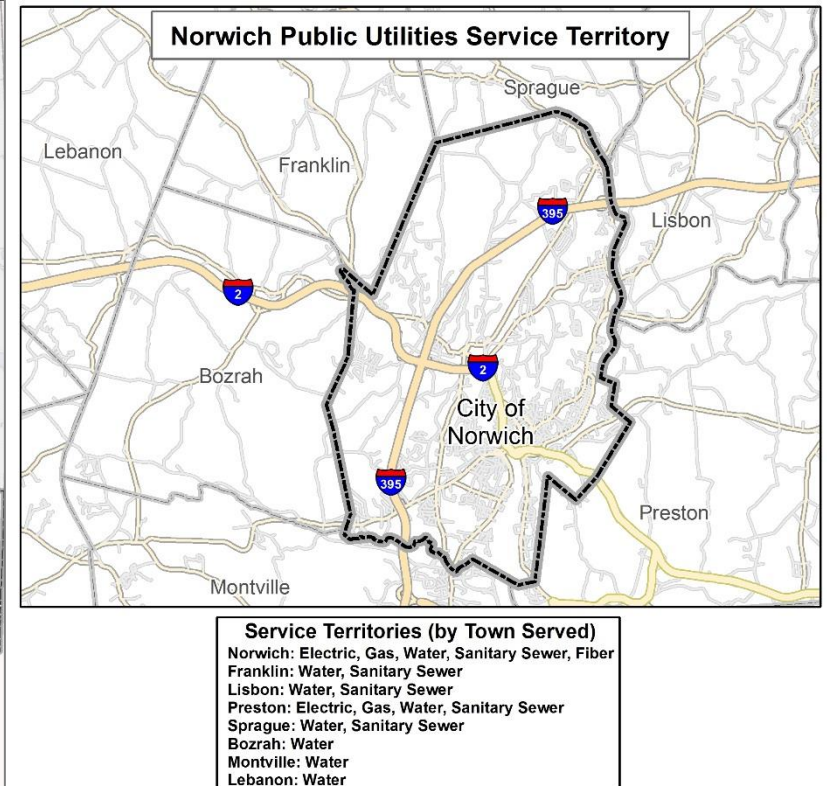 Norwich Public Utilities Service Territory
Sprague
Lebanon
Franklin
395
Lisbon
2
2
Bozrah
City of
Norwich
395
Preston
Montville
Service Territories (by Town Served)
Norwich: Electric, Gas, Water, Sanitary Sewer, Fiber
Franklin: Water, Sanitary Sewer
Lisbon: Water, Sanitary Sewer
Preston: Electric, Gas, Water, Sanitary Sewer
Sprague: Water, Sanitary Sewer
Bozrah: Water
Montville: Water
Lebanon: Water